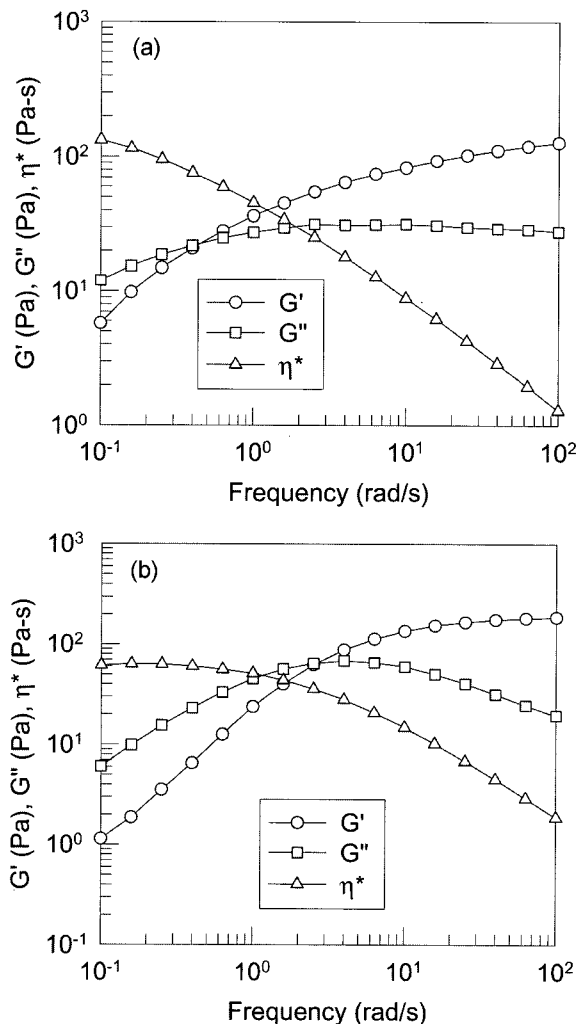 (a)
G' (Pa), G" (Pa), η* (Pa-s)
10³
10²
10¹
10⁰
G'
G"
η*
10⁻¹ 10⁰ 10¹ 10²
Frequency (rad/s)
(b)
G' (Pa), G" (Pa), η* (Pa-s)
10³
10²
10¹
10⁰
10⁻¹
G'
G"
η*
10⁻¹ 10⁰ 10¹ 10²
Frequency (rad/s)